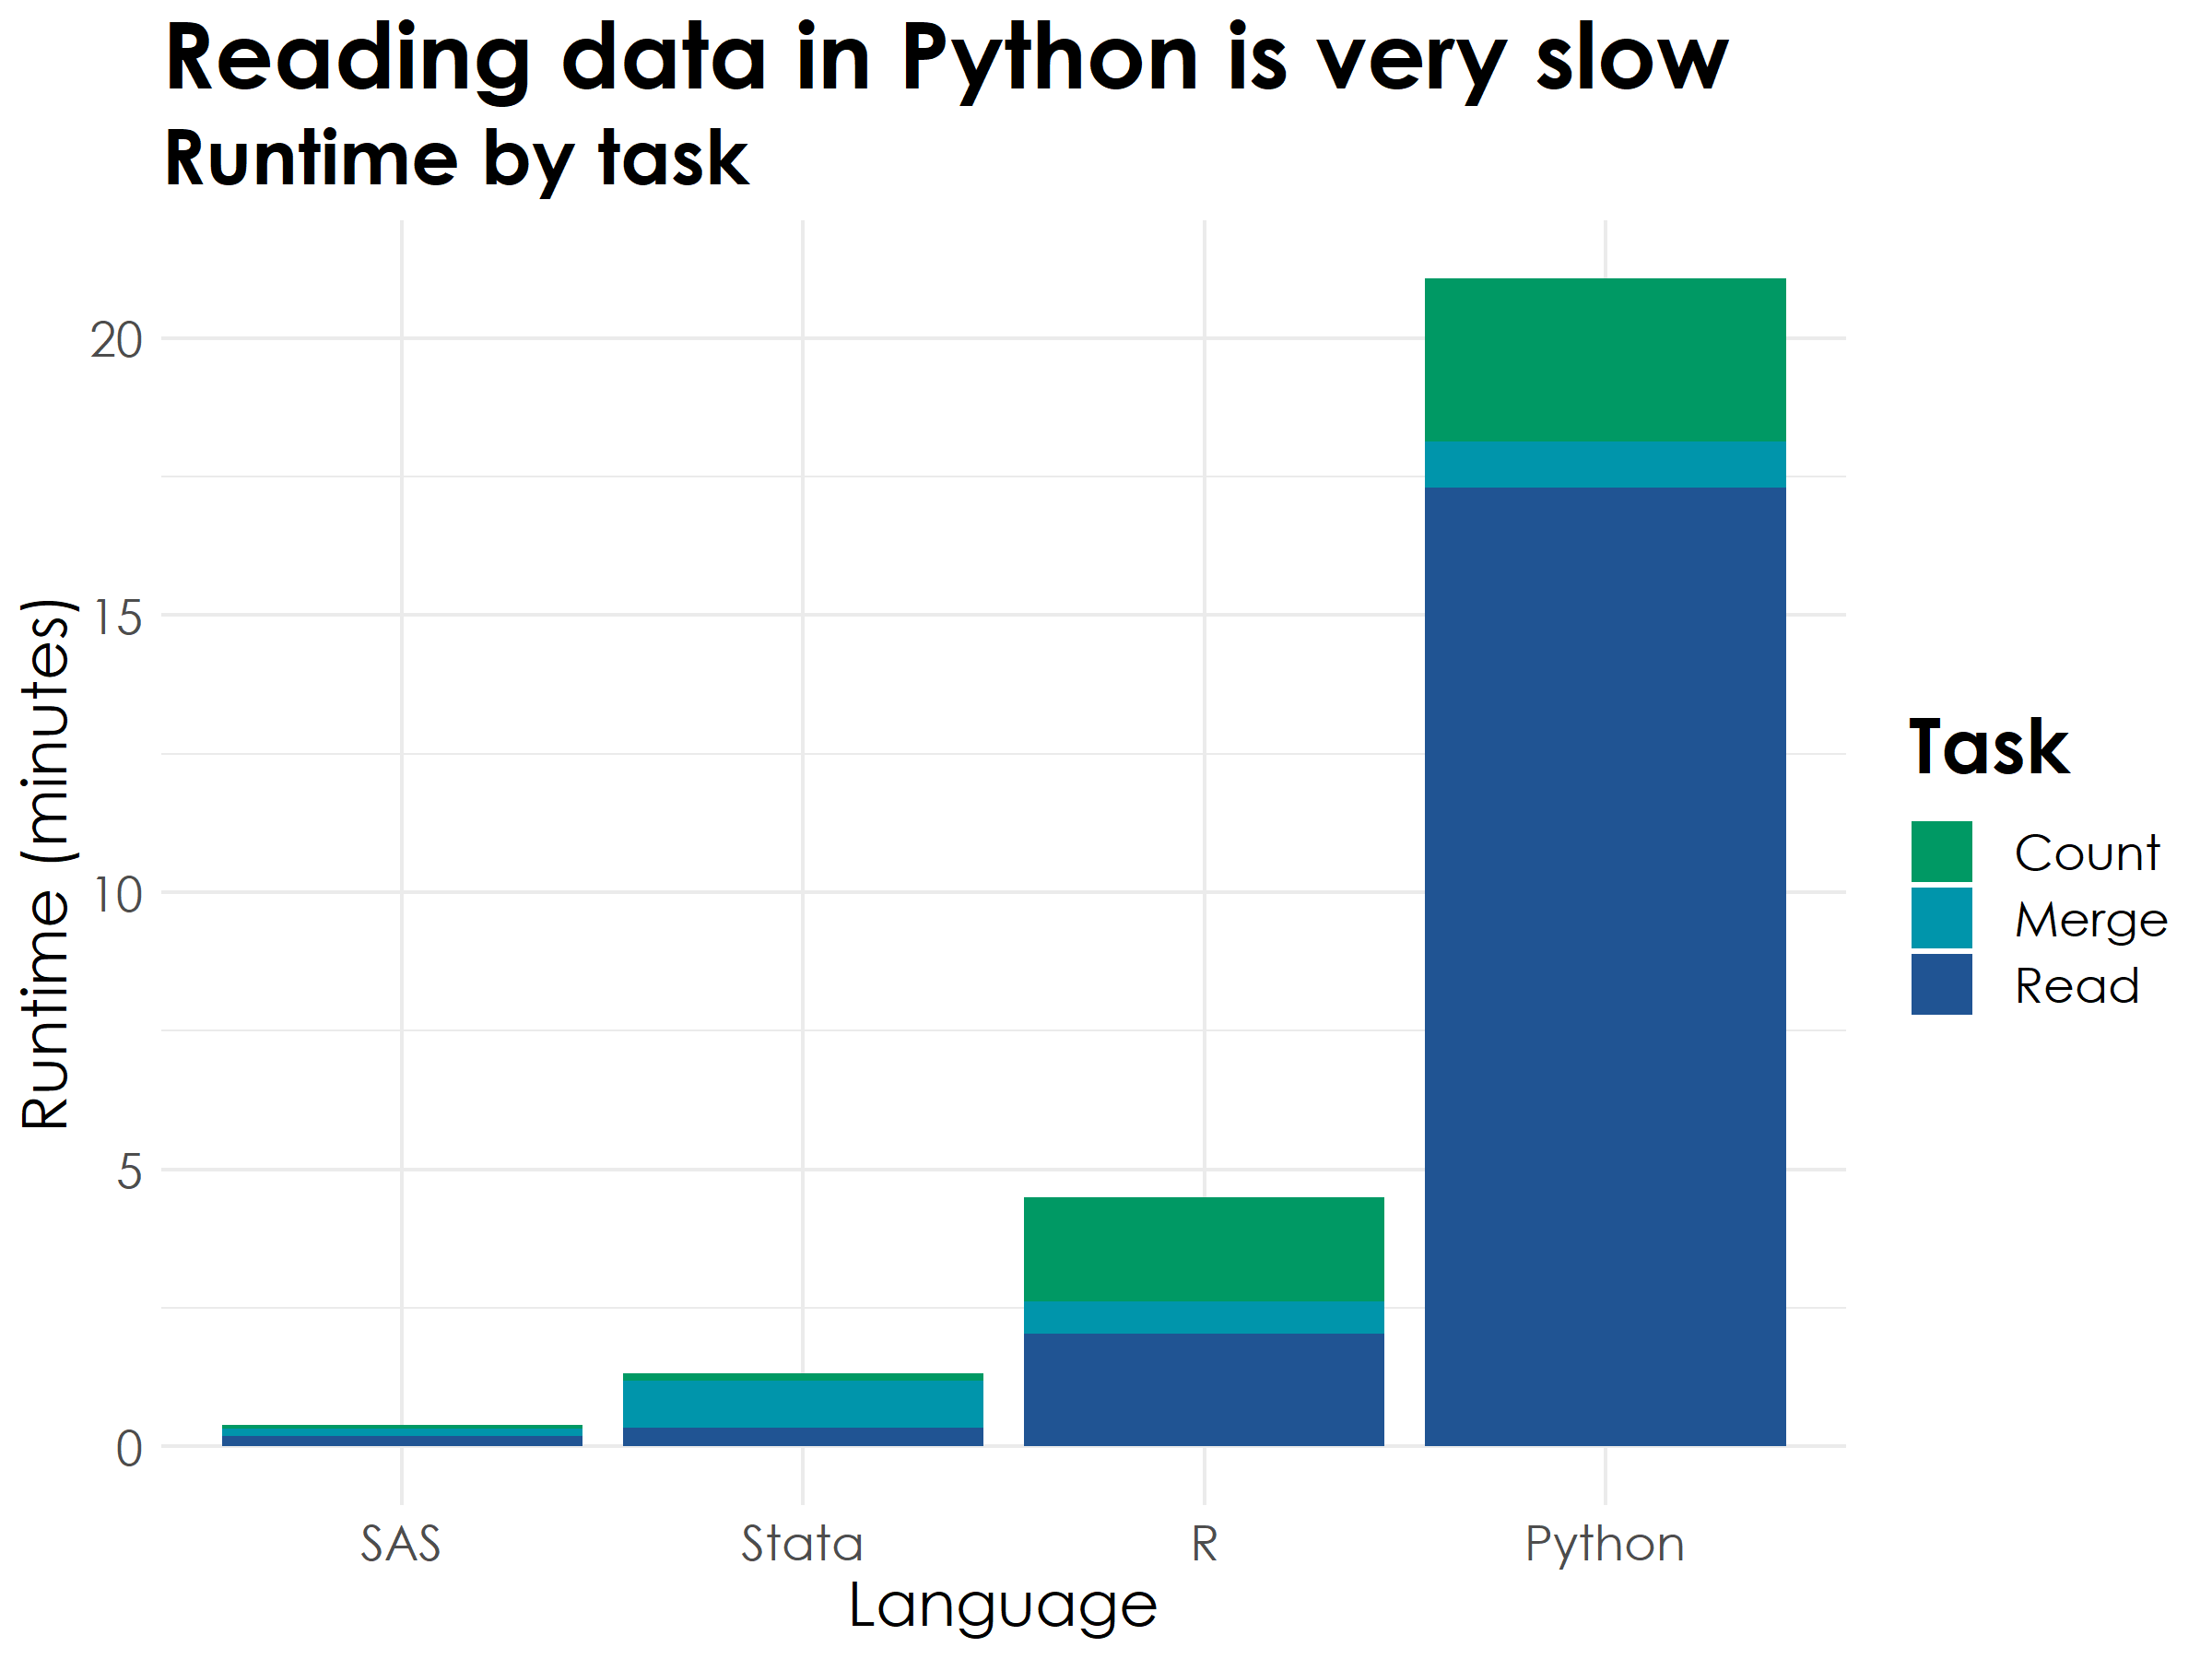 Reading data in Python is very slow
Runtime by task
Runtime (minutes)
20
15
10
5
0
SAS
Stata
R
Python
Language
Task
Count
Merge
Read